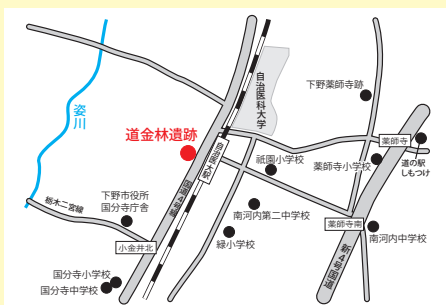 姿川
道金林遺跡
自治医科大学
下野薬師寺跡
薬師寺
道の駅
しもつけ
自治医大駅
国道4号線
祇園小学校
薬師寺小学校
栃木二宮線
下野市役所
国分寺庁舎
南河内第二中学校
薬師寺南
南河内中学校
小金井北
緑小学校
新4号国道
国分寺小学校
国分寺中学校